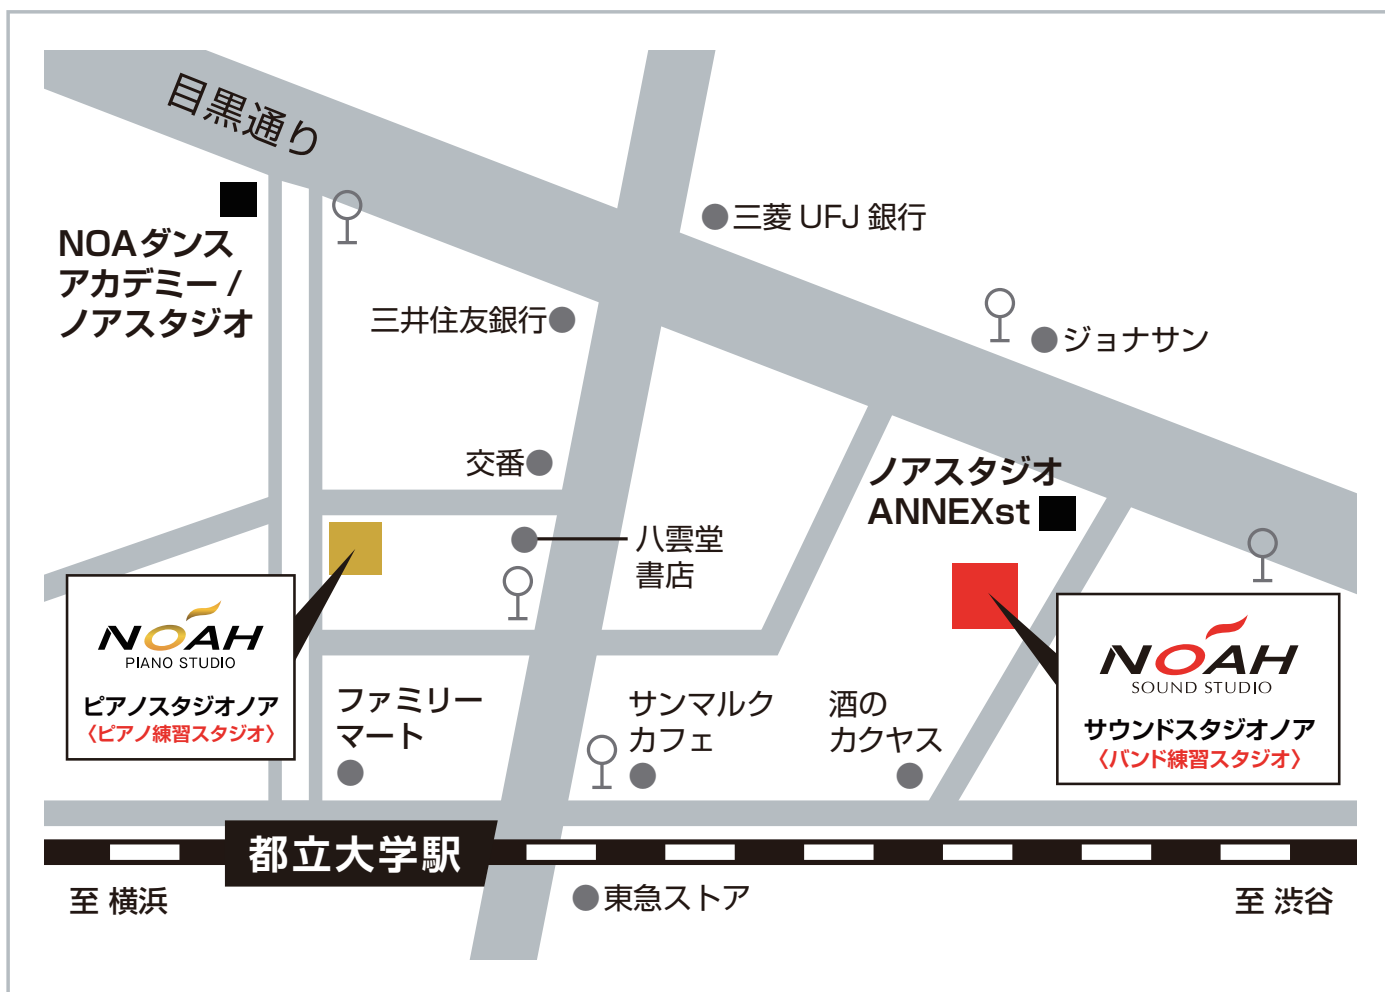 目黒通り
NOAダンス
アカデミー /
ノアスタジオ
三菱 UFJ 銀行
三井住友銀行
ジョナサン
交番
ノアスタジオ
ANNEXst
八雲堂
書店
NOAH
PIANO STUDIO
ピアノスタジオノア
〈ピアノ練習スタジオ〉
NOAH
SOUND STUDIO
サウンドスタジオノア
〈バンド練習スタジオ〉
ファミリー
マート
サンマルク
カフェ
酒の
カクヤス
都立大学駅
至 横浜
東急ストア
至 渋谷